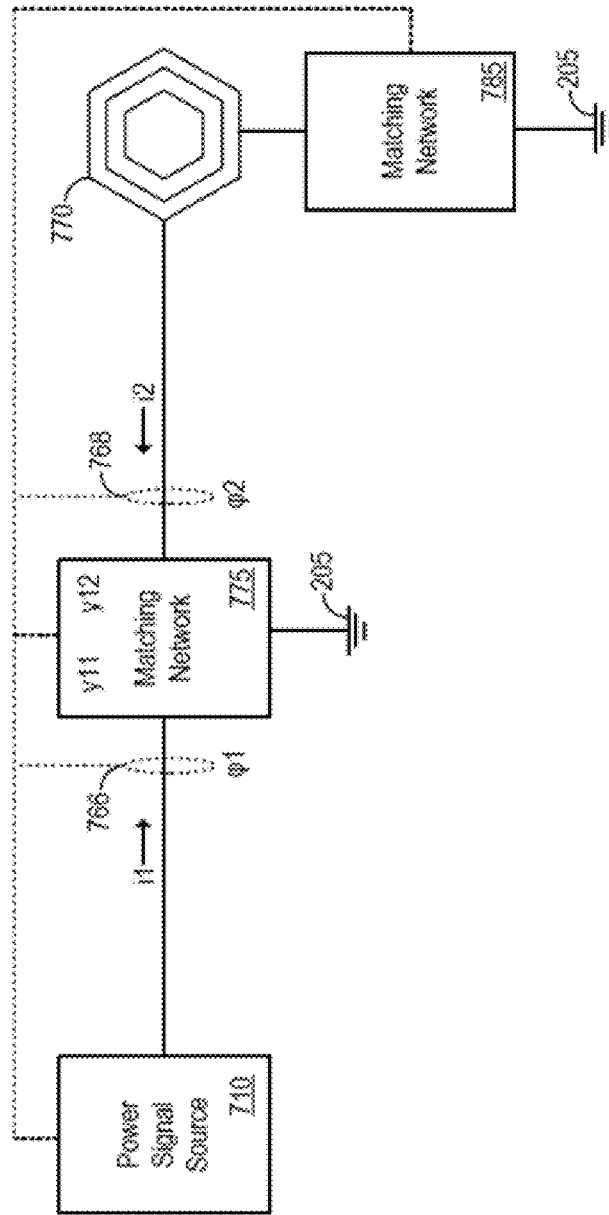 Power
Signal
Source
710
i1
766
φ1
y11 y12
Matching
Network
775
205
i2
768
φ2
770
Matching
Network
785
205